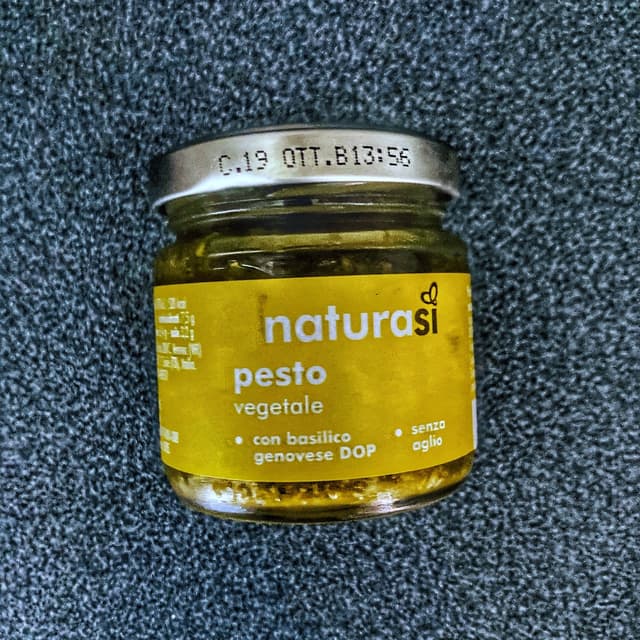 C.19 OTT.B13:56
naturasì
pesto
vegetale
• con basilico
genovese DOP
• senza
aglio